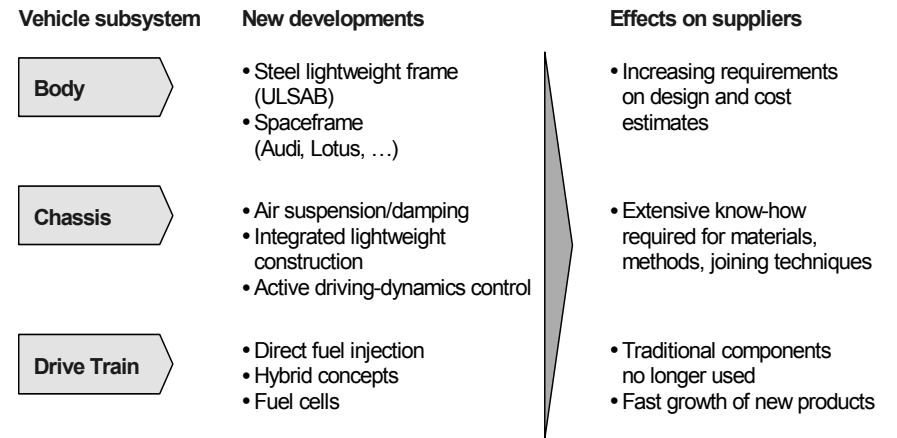 Vehicle subsystem New developments Effects on suppliers
Body
• Steel lightweight frame
(ULSAB)
• Spaceframe
(Audi, Lotus, …)
• Increasing requirements
on design and cost
estimates
Chassis
• Air suspension/damping
• Integrated lightweight
construction
• Active driving-dynamics control
• Extensive know-how
required for materials,
methods, joining techniques
Drive Train
• Direct fuel injection
• Hybrid concepts
• Fuel cells
• Traditional components
no longer used
• Fast growth of new products